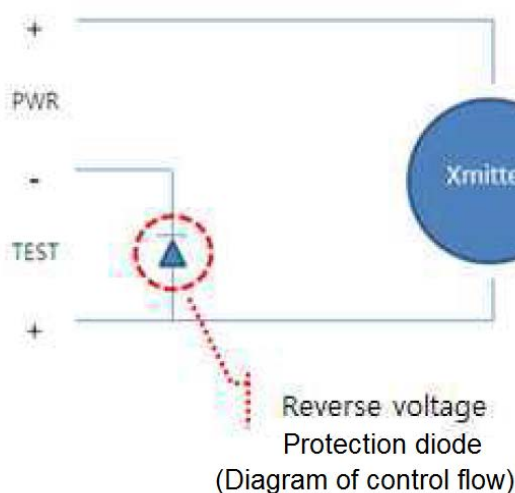 +
PWR
-
TEST
+
Xmitte
Reverse voltage
Protection diode
(Diagram of control flow)